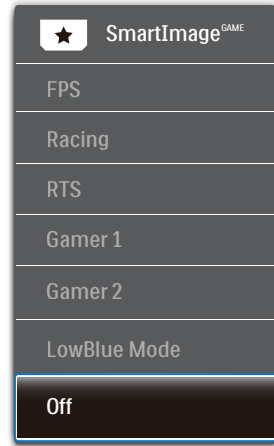 SmartImageGAME
FPS
Racing
RTS
Gamer 1
Gamer 2
LowBlue Mode
Off